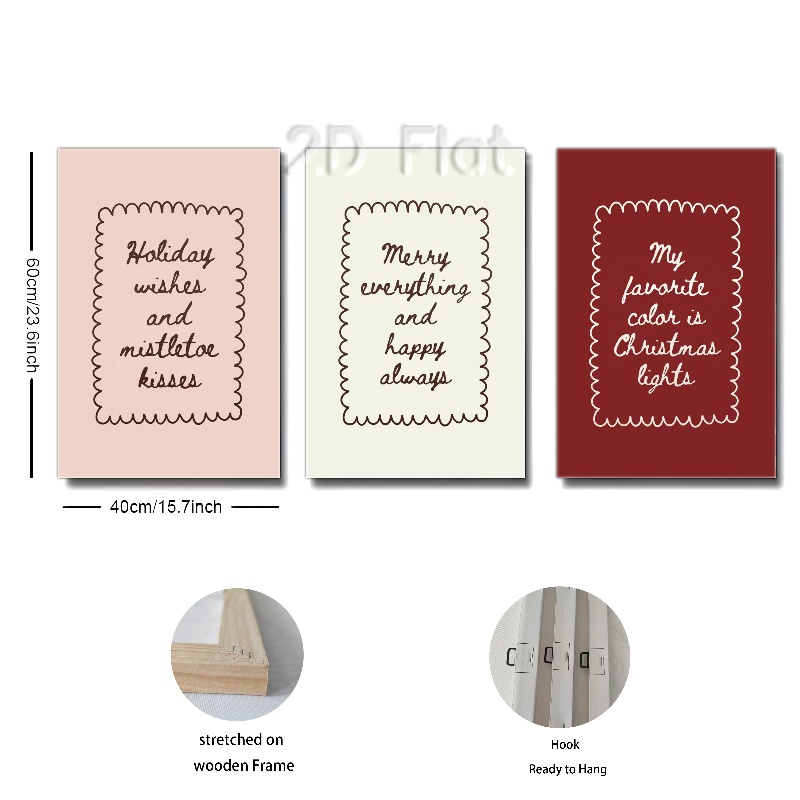 2.D Flat.
Holiday
wishes
and
mistletoe
kisses
Merry
everything
and
happy
always
My
favorite
color is
Christmas
lights
60cm/23.6inch
40cm/15.7inch
stretched on
wooden Frame
Hook
Ready to Hang